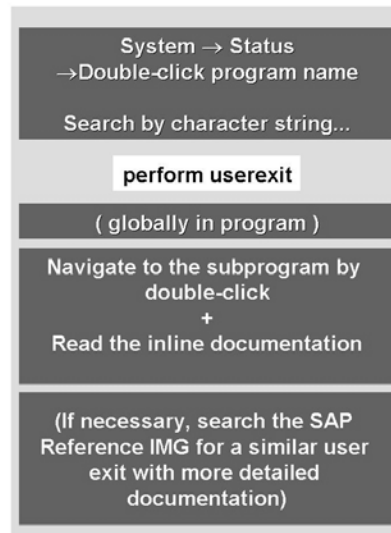 System → Status
→Double-click program name
Search by character string...
perform userexit
( globally in program )
Navigate to the subprogram by
double-click
+
Read the inline documentation
(If necessary, search the SAP
Reference IMG for a similar user
exit with more detailed
documentation)